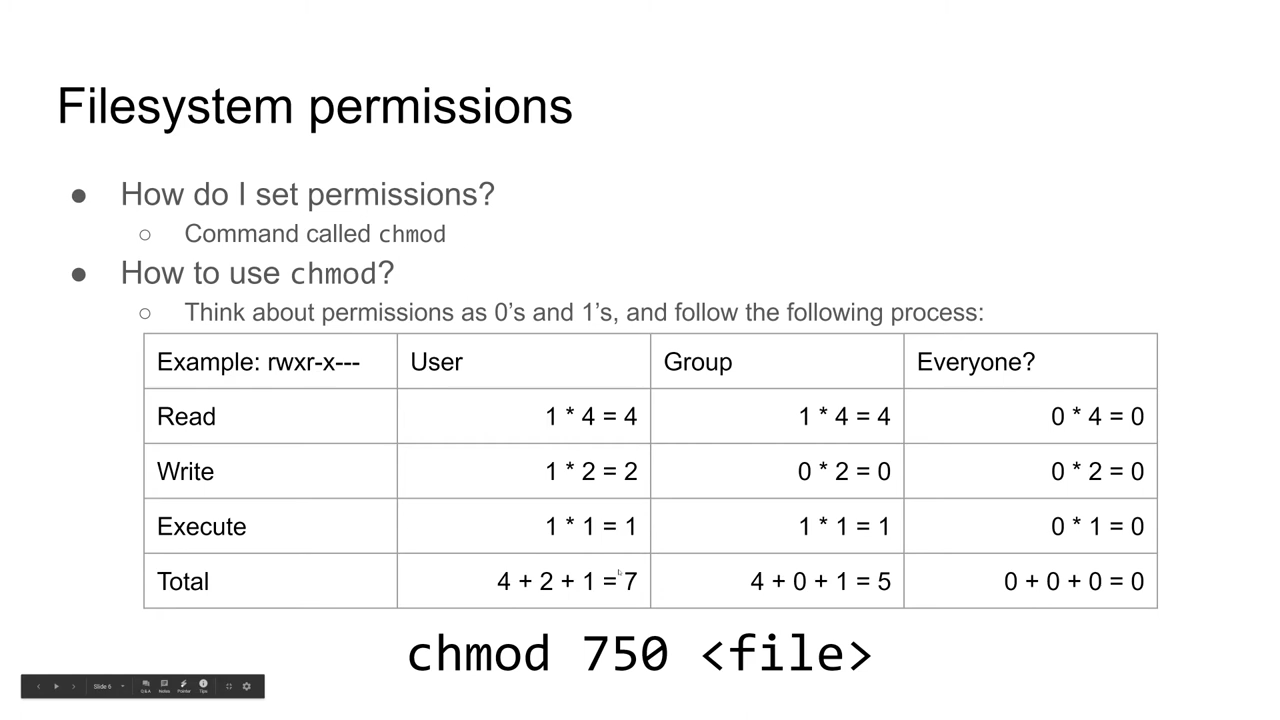 Filesystem permissions
● How do I set permissions?
○ Command called chmod
● How to use chmod?
○ Think about permissions as 0’s and 1’s, and follow the following process:
Example: rwxr-x--- User Group Everyone?
Read 1 * 4 = 4 1 * 4 = 4 0 * 4 = 0
Write 1 * 2 = 2 0 * 2 = 0 0 * 2 = 0
Execute 1 * 1 = 1 1 * 1 = 1 0 * 1 = 0
Total 4 + 2 + 1 = 7 4 + 0 + 1 = 5 0 + 0 + 0 = 0
chmod 750 <file>
Slide 6 Q&A Notes Pointer Tips